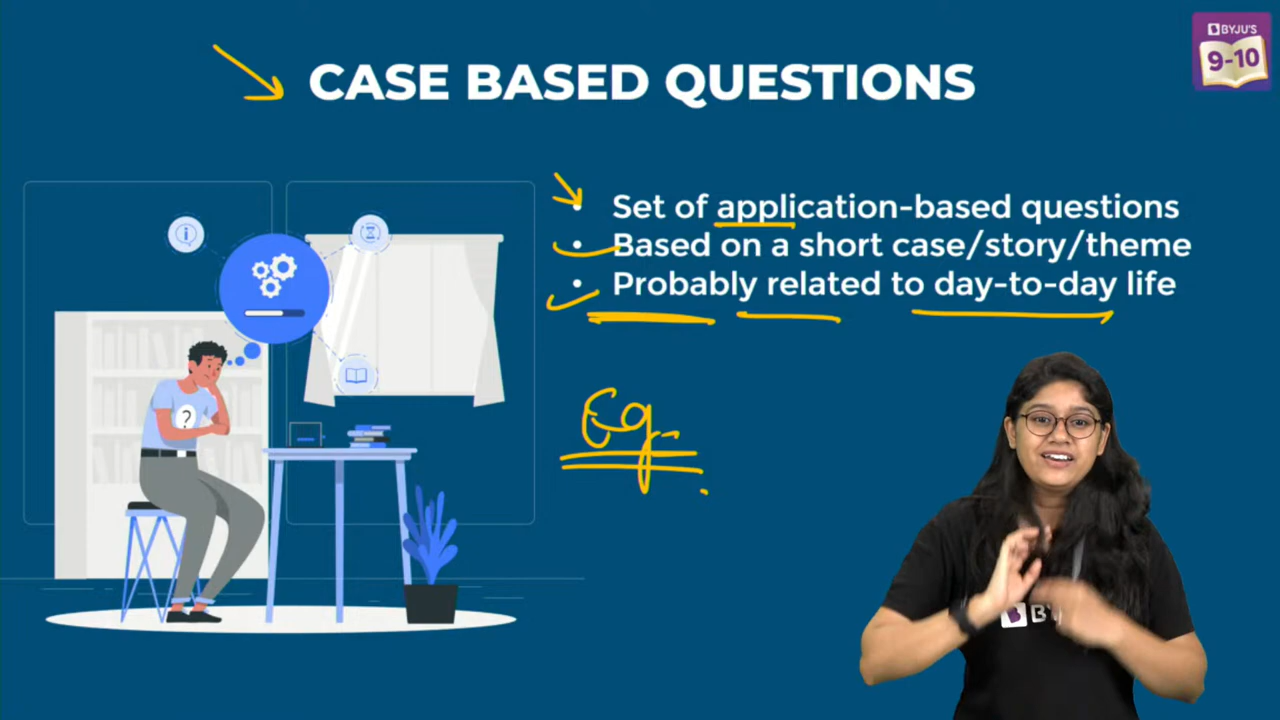 CASE BASED QUESTIONS
BYJU'S
9-10
• Set of application-based questions
• Based on a short case/story/theme
• Probably related to day-to-day life
Eg-
?
BY